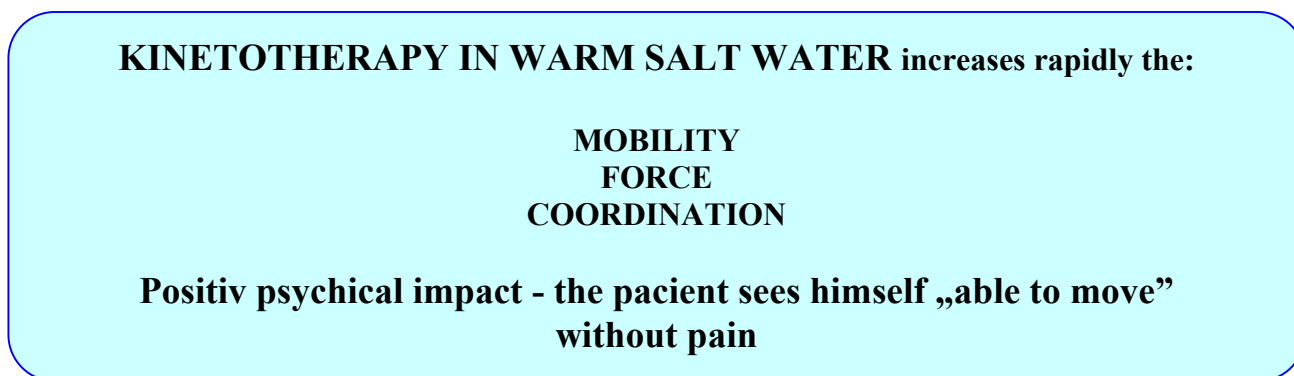 KINETOTHERAPY IN WARM SALT WATER increases rapidly the:
MOBILITY
FORCE
COORDINATION
Positiv psychical impact - the pacient sees himself „able to move”
without pain